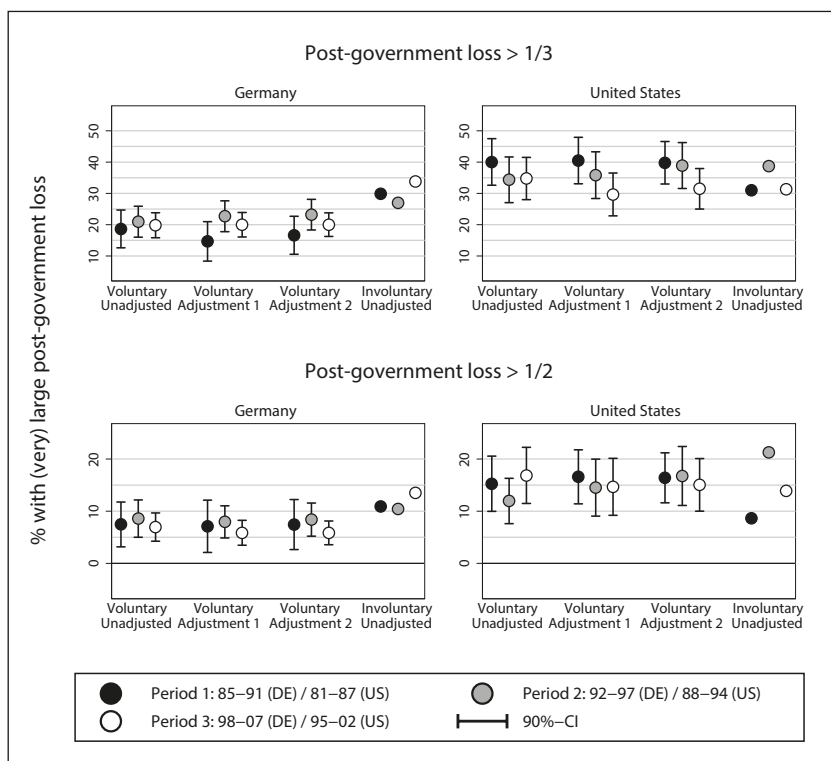 Post-government loss > 1/3
Germany
United States
% with (very) large post-government loss
50
40
30
20
10
50
40
30
20
10
Voluntary Unadjusted
Voluntary Adjustment 1
Voluntary Adjustment 2
Involuntary Unadjusted
Voluntary Unadjusted
Voluntary Adjustment 1
Voluntary Adjustment 2
Involuntary Unadjusted
Post-government loss > 1/2
Germany
United States
20
10
0
20
10
0
Voluntary Unadjusted
Voluntary Adjustment 1
Voluntary Adjustment 2
Involuntary Unadjusted
Voluntary Unadjusted
Voluntary Adjustment 1
Voluntary Adjustment 2
Involuntary Unadjusted
Period 1: 85–91 (DE) / 81–87 (US)
Period 2: 92–97 (DE) / 88–94 (US)
Period 3: 98–07 (DE) / 95–02 (US)
90%–CI